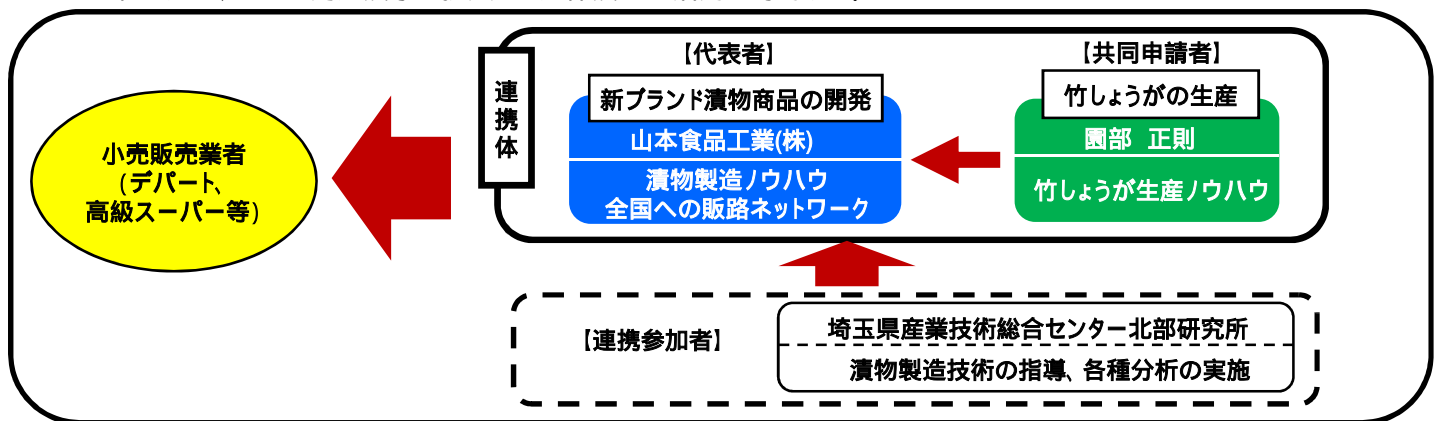 連携体
【代表者】
新ブランド漬物商品の開発
山本食品工業(株)
漬物製造ノウハウ
全国への販路ネットワーク
【共同申請者】
竹しょうがの生産
園部 正則
竹しょうが生産ノウハウ
小売販売業者
(デパート、
高級スーパー等)
【連携参加者】
埼玉県産業技術総合センター北部研究所
漬物製造技術の指導、各種分析の実施